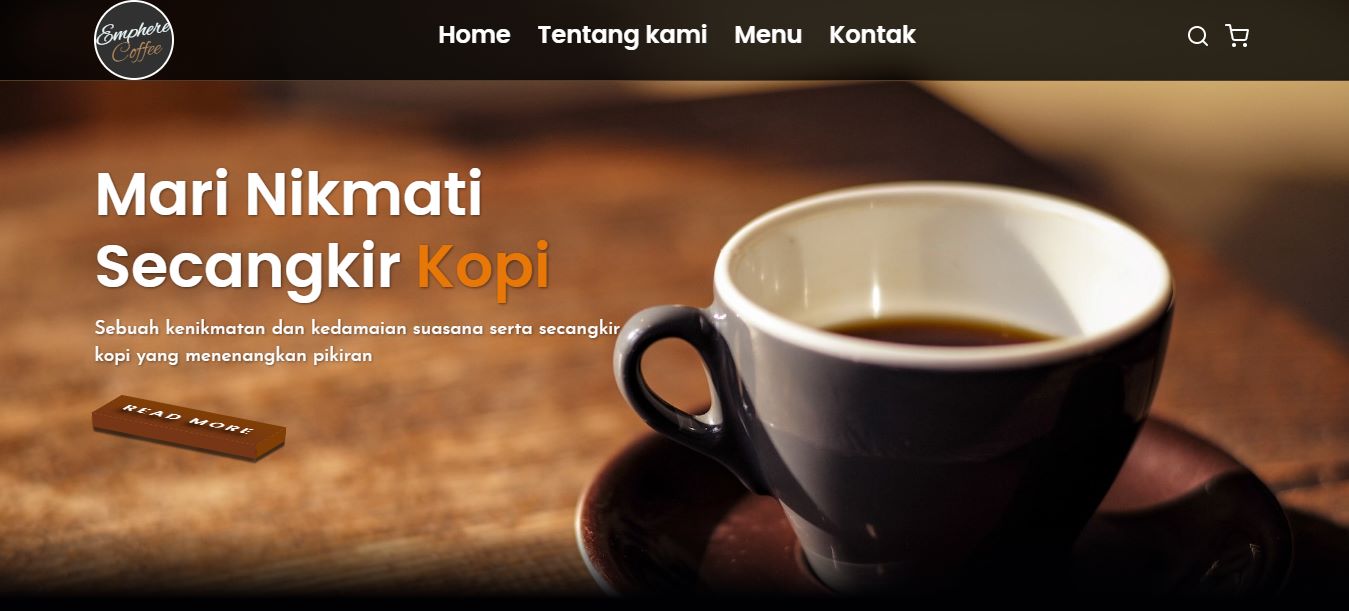 Emphere
Coffee
Home Tentang kami Menu Kontak
Mari Nikmati
Secangkir Kopi
Sebuah kenikmatan dan kedamaian suasana serta secangkir
kopi yang menenangkan pikiran
READ MORE